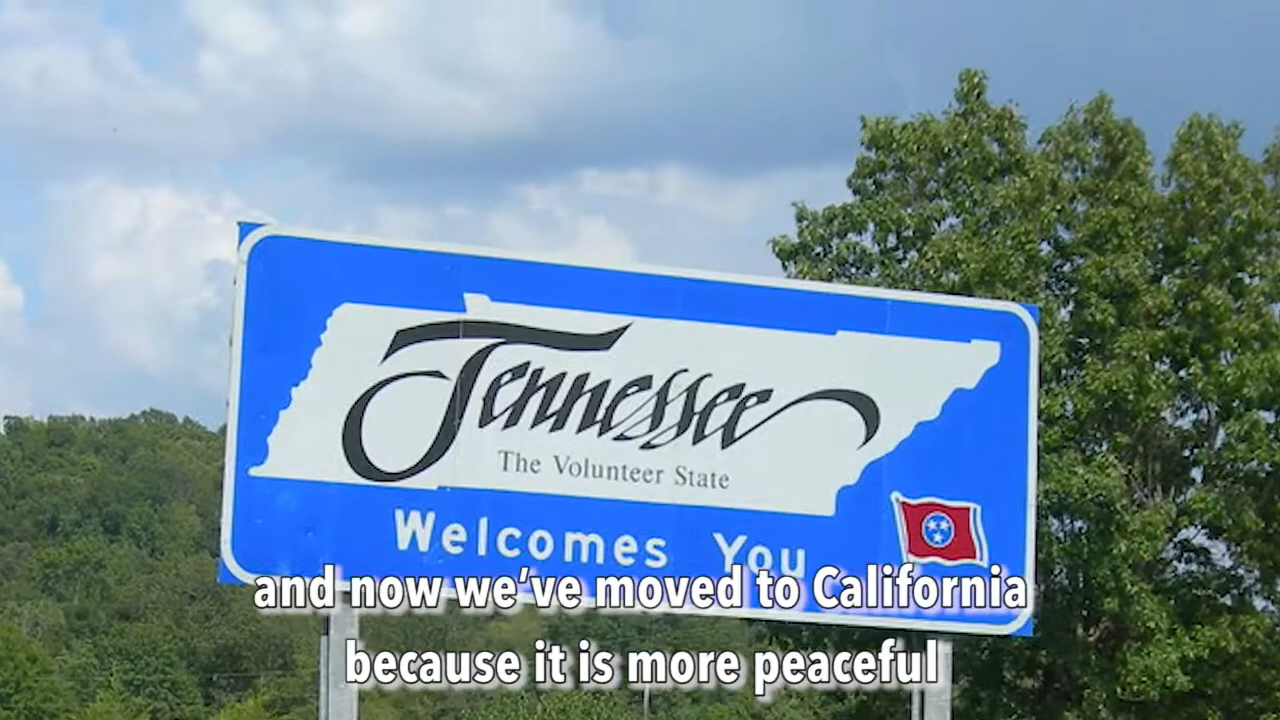 Tennessee
The Volunteer State
Welcomes You
and now we've moved to California
because it is more peaceful